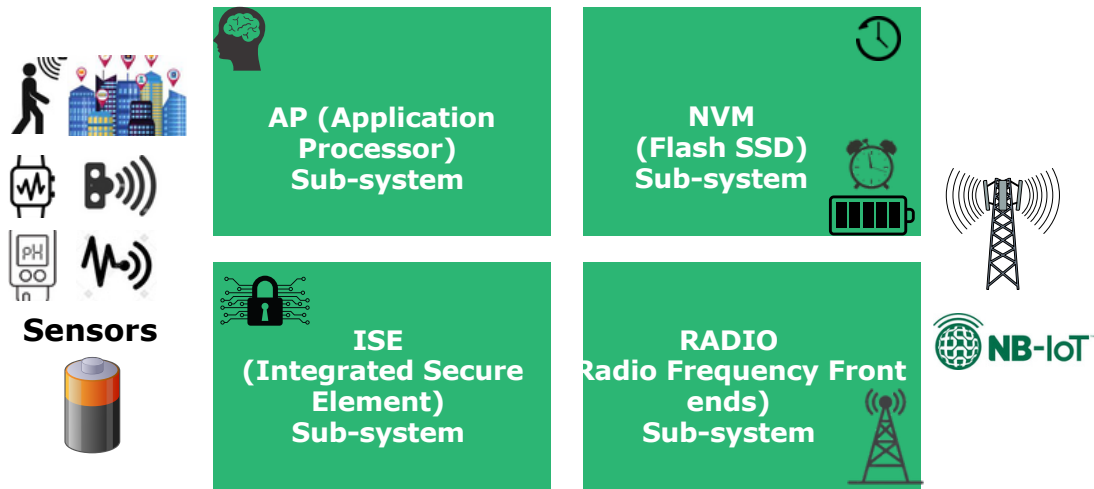 AP (Application
Processor)
Sub-system
NVM
(Flash SSD)
Sub-system
pH
Sensors
ISE
(Integrated Secure
Element)
Sub-system
RADIO
Radio Frequency Front
ends)
Sub-system
NB-IoT